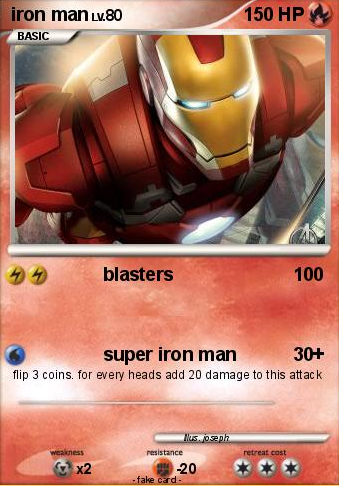 iron man LV.80 150 HP
BASIC
blasters 100
super iron man 30+
flip 3 coins. for every heads add 20 damage to this attack
Illus. joseph
weakness resistance retreat cost
x2 -20
- fake card -